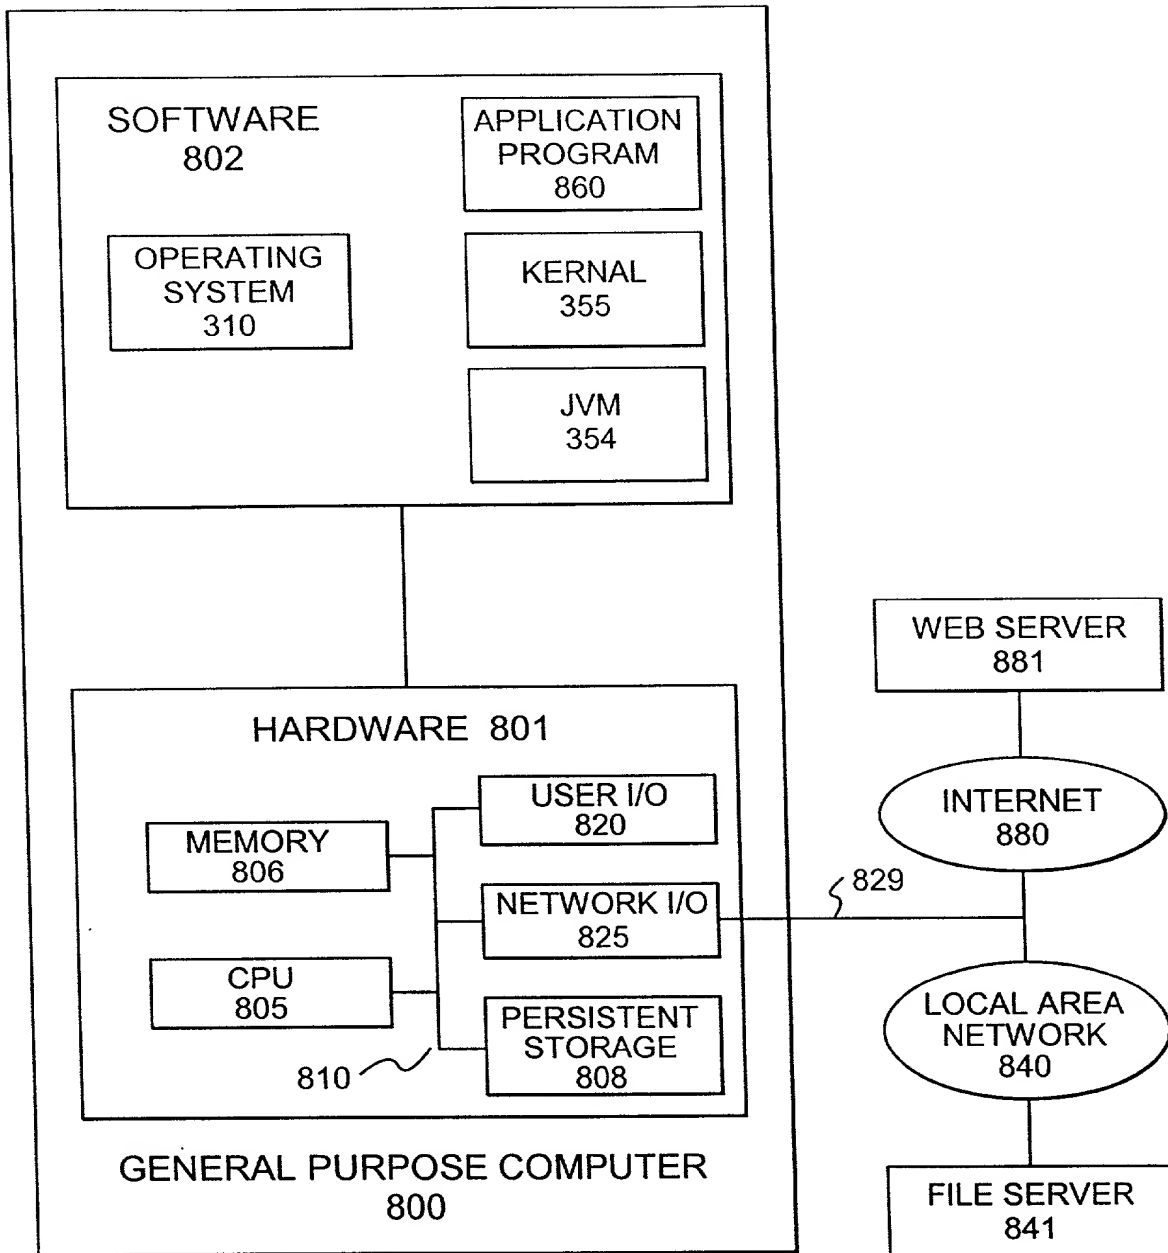 SOFTWARE
802
APPLICATION
PROGRAM
860
OPERATING
SYSTEM
310
KERNAL
355
JVM
354
WEB SERVER
881
HARDWARE 801
USER I/O
820
MEMORY
806
INTERNET
880
NETWORK I/O
825
829
CPU
805
PERSISTENT
STORAGE
808
810
LOCAL AREA
NETWORK
840
GENERAL PURPOSE COMPUTER
800
FILE SERVER
841